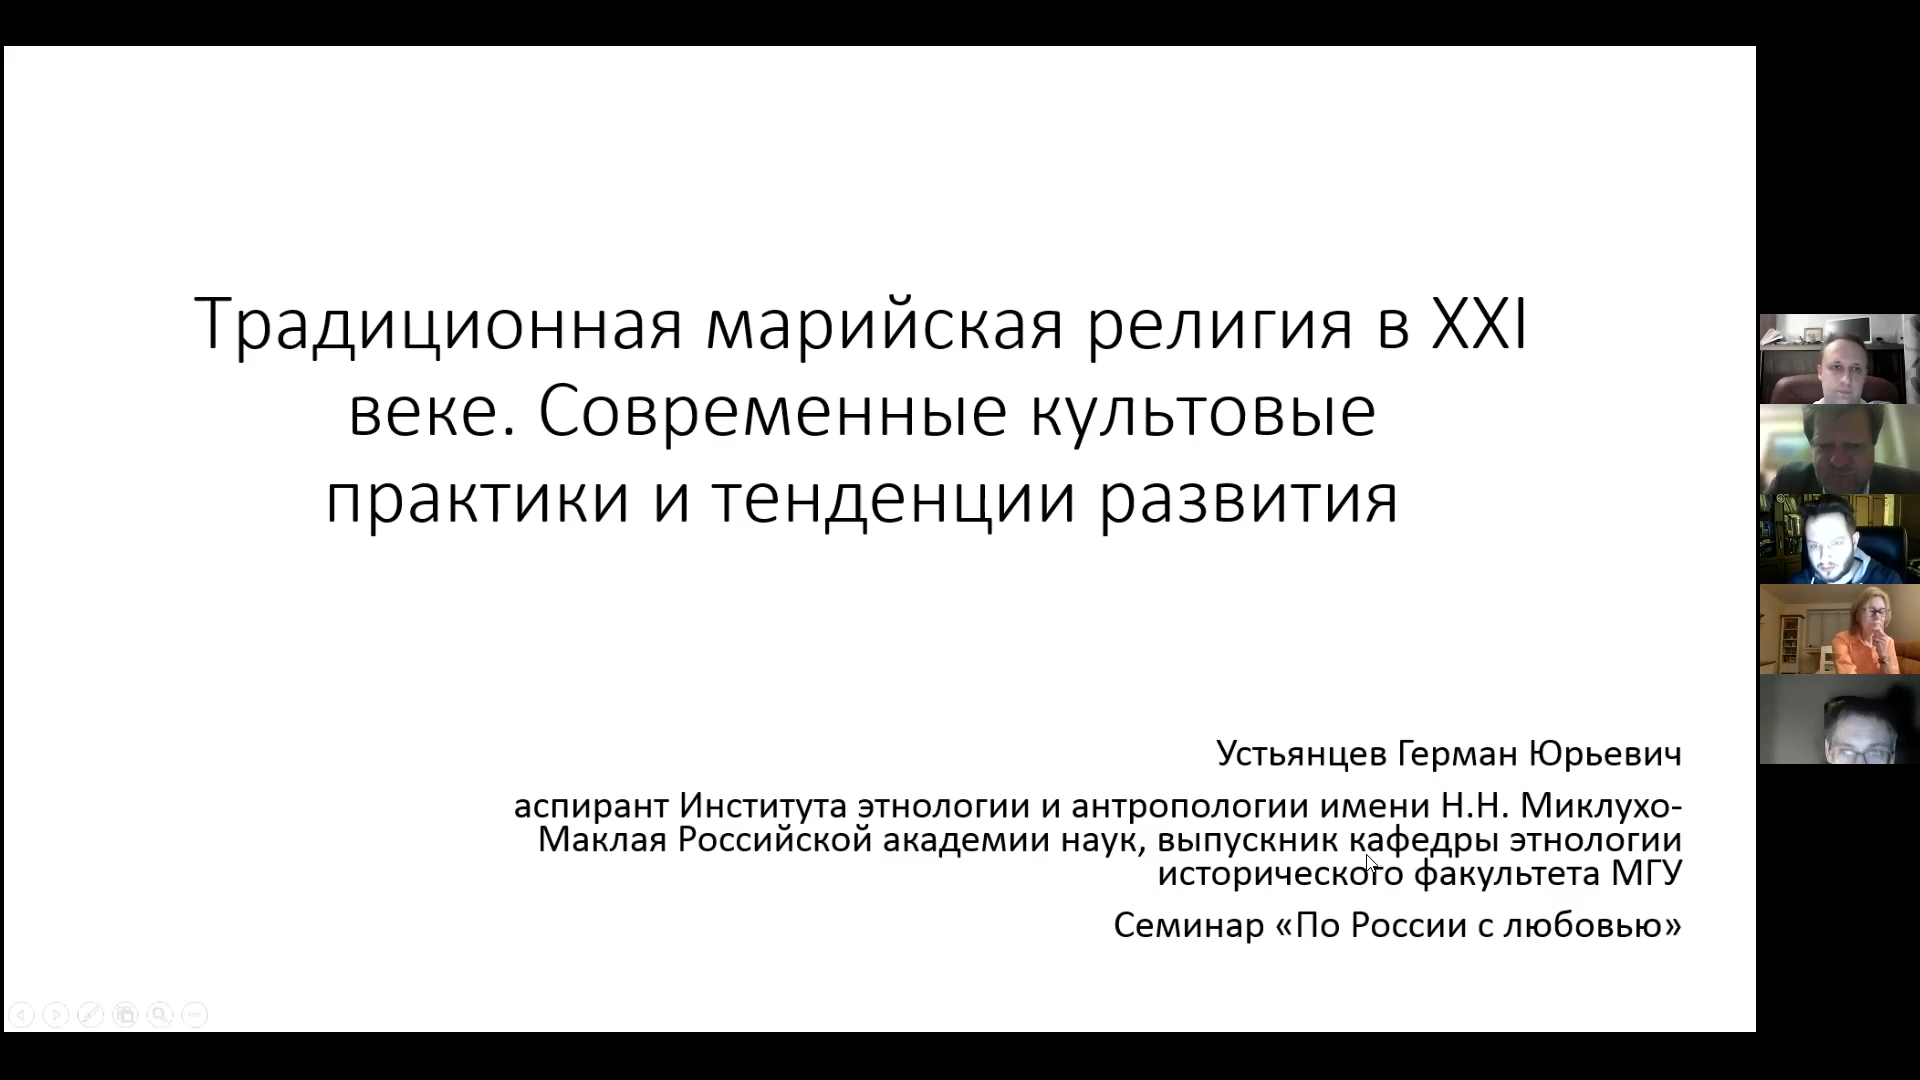 Традиционная марийская религия в XXI
веке. Современные культовые
практики и тенденции развития
Устьянцев Герман Юрьевич
аспирант Института этнологии и антропологии имени Н.Н. Миклухо-
Маклая Российской академии наук, выпускник кафедры этнологии
исторического факультета МГУ
Семинар «По России с любовью»